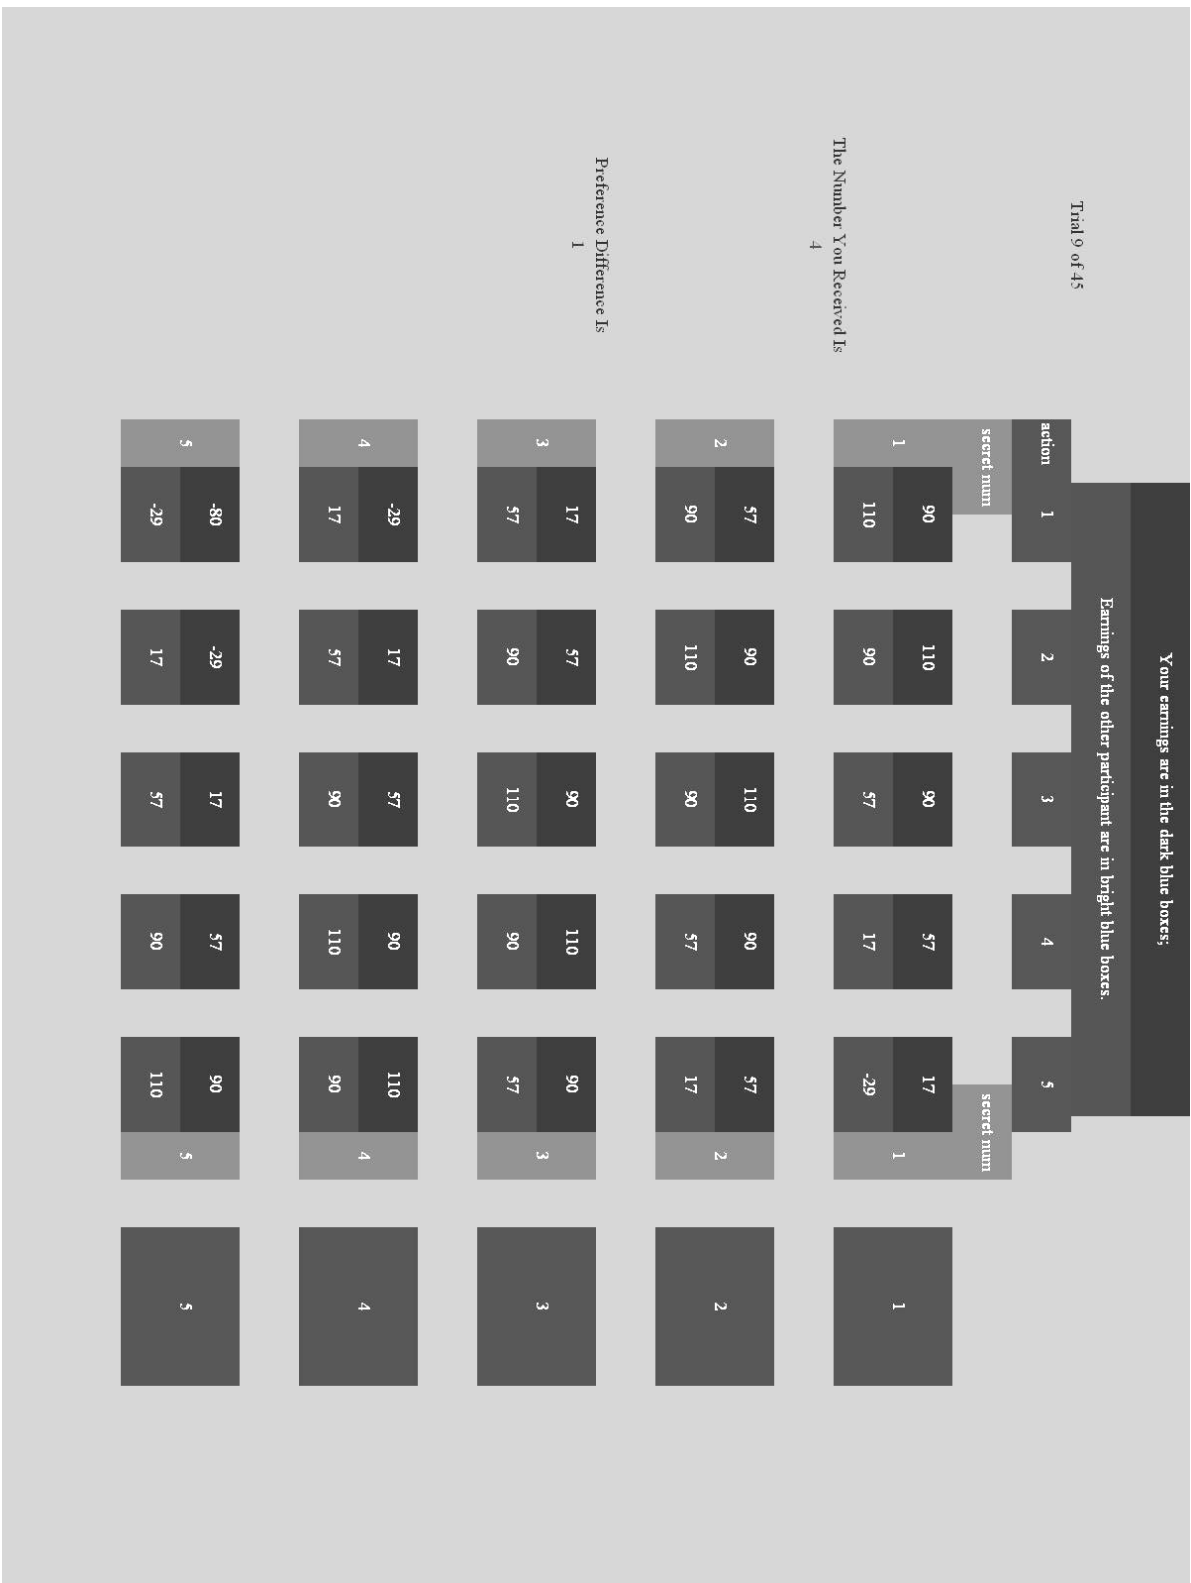 Your earnings are in the dark blue boxes;
Earnings of the other participant are in bright blue boxes.
Trial 9 of 45
action 1 2 3 4 5
secret num secret num
90 110 90 57 17
1 1 1
110 90 57 17 -29
The Number You Received Is
4
57 90 110 90 57
2 2 2
90 110 90 57 17
Preference Difference Is
1
17 57 90 110 90
3 3 3
57 90 110 90 57
-29 17 57 90 110
4 4 4
17 57 90 110 90
-80 -29 17 57 90
5 5 5
-29 17 57 90 110